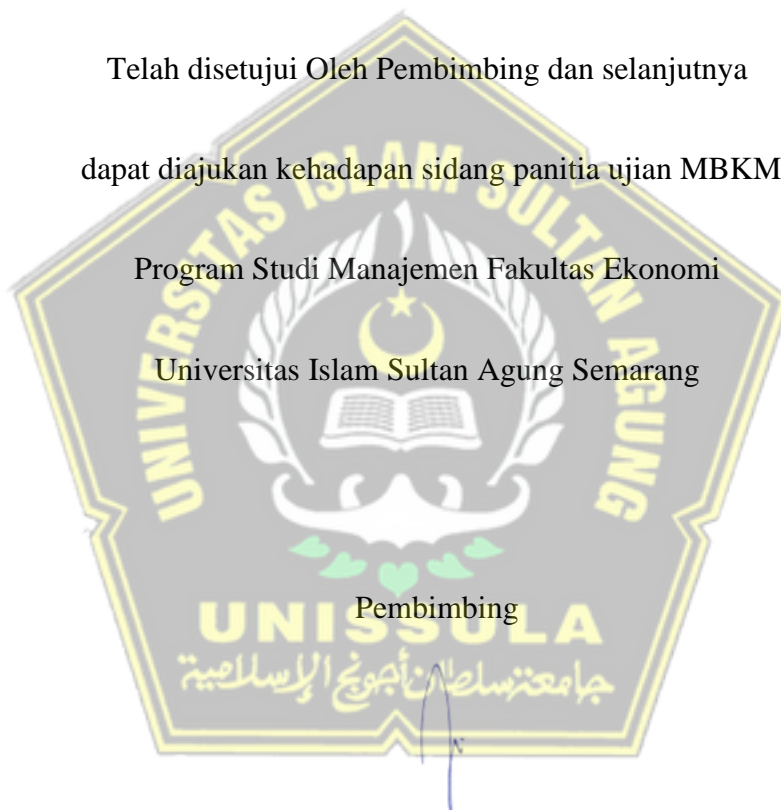 Telah disetujui Oleh Pembimbing dan selanjutnya
dapat diajukan kehadapan sidang panitia ujian MBKM
Program Studi Manajemen Fakultas Ekonomi
Universitas Islam Sultan Agung Semarang
UNIVERSITAS ISLAM SULTAN AGUNG
Pembimbing
UNISSULA
جامعة سلطان أجونج الإسلامية